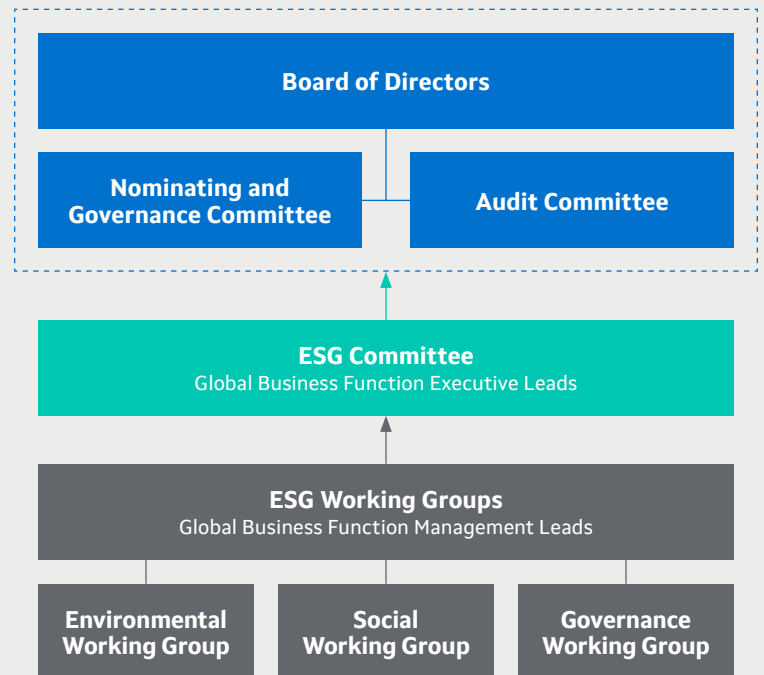 Board of Directors
Nominating and
Governance Committee
Audit Committee
ESG Committee
Global Business Function Executive Leads
ESG Working Groups
Global Business Function Management Leads
Environmental
Working Group
Social
Working Group
Governance
Working Group